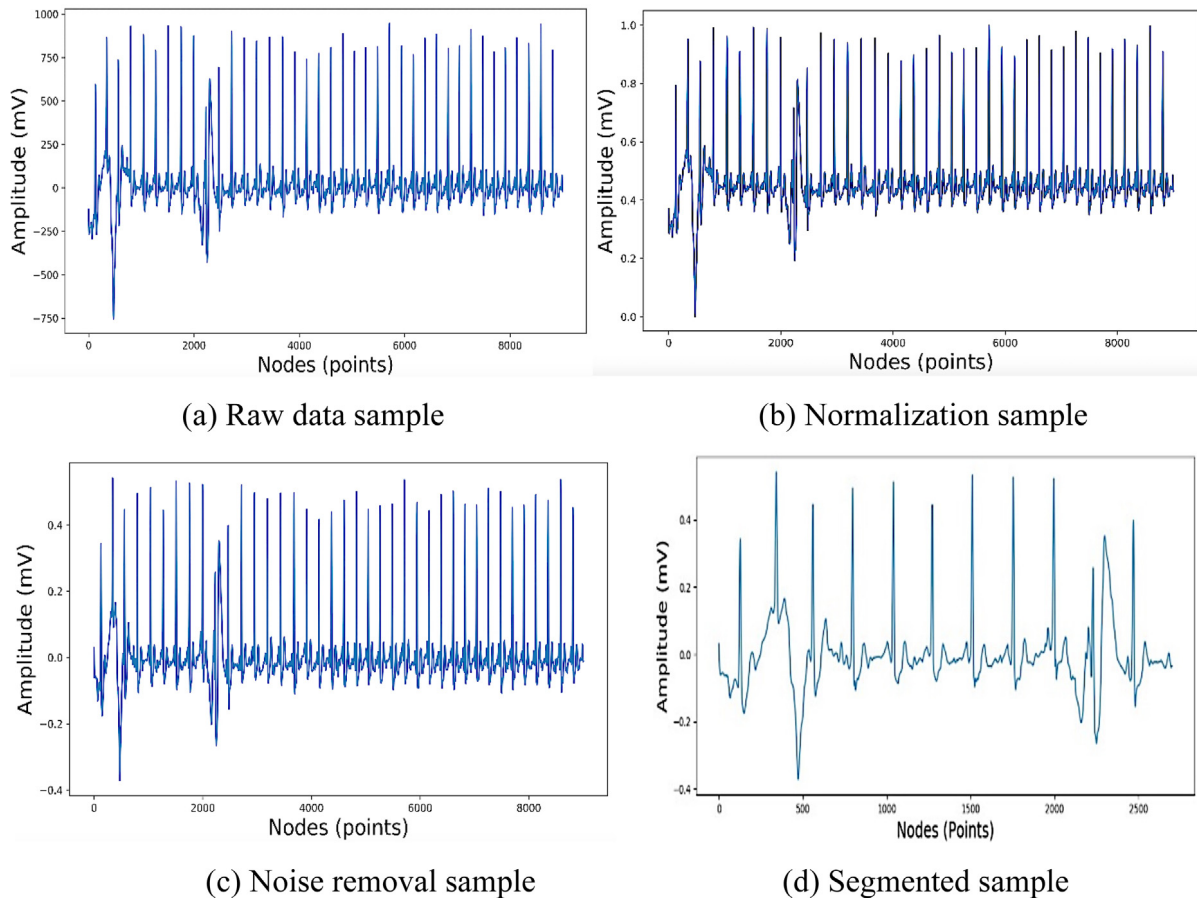 1000
750
500
250
0
−250
−500
−750
Amplitude (mV)
0 2000 4000 6000 8000
Nodes (points)
(a) Raw data sample
1.0
0.8
0.6
0.4
0.2
0.0
Amplitude (mV)
0 2000 4000 6000 8000
Nodes (points)
(b) Normalization sample
0.4
0.2
0.0
−0.2
−0.4
Amplitude (mV)
0 2000 4000 6000 8000
Nodes (points)
(c) Noise removal sample
0.4
0.2
0.0
−0.2
−0.4
Amplitude (mV)
0 500 1000 1500 2000 2500
Nodes (Points)
(d) Segmented sample